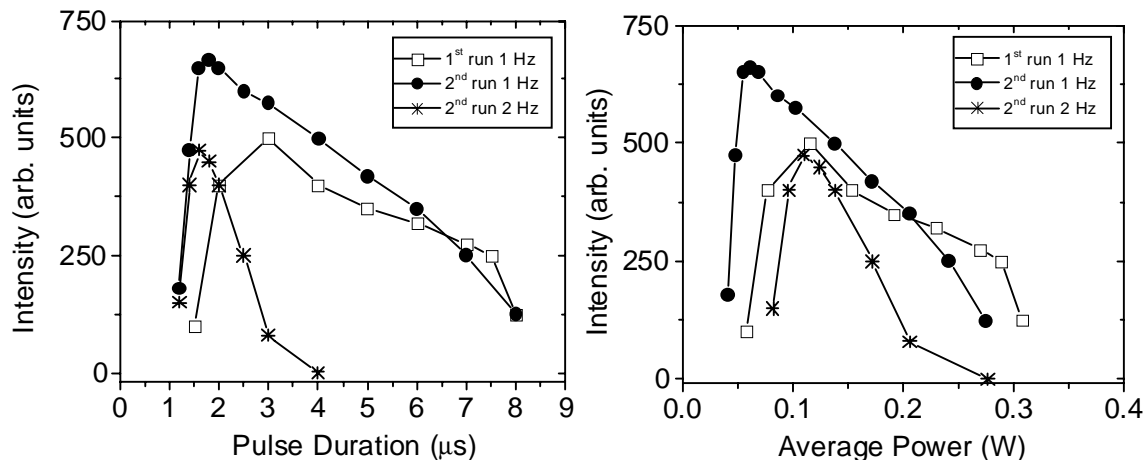 750
500
250
0
Intensity (arb. units)
0 1 2 3 4 5 6 7 8 9
Pulse Duration (μs)
1st run 1 Hz
2nd run 1 Hz
2nd run 2 Hz
750
500
250
0
Intensity (arb. units)
0.0 0.1 0.2 0.3 0.4
Average Power (W)
1st run 1 Hz
2nd run 1 Hz
2nd run 2 Hz